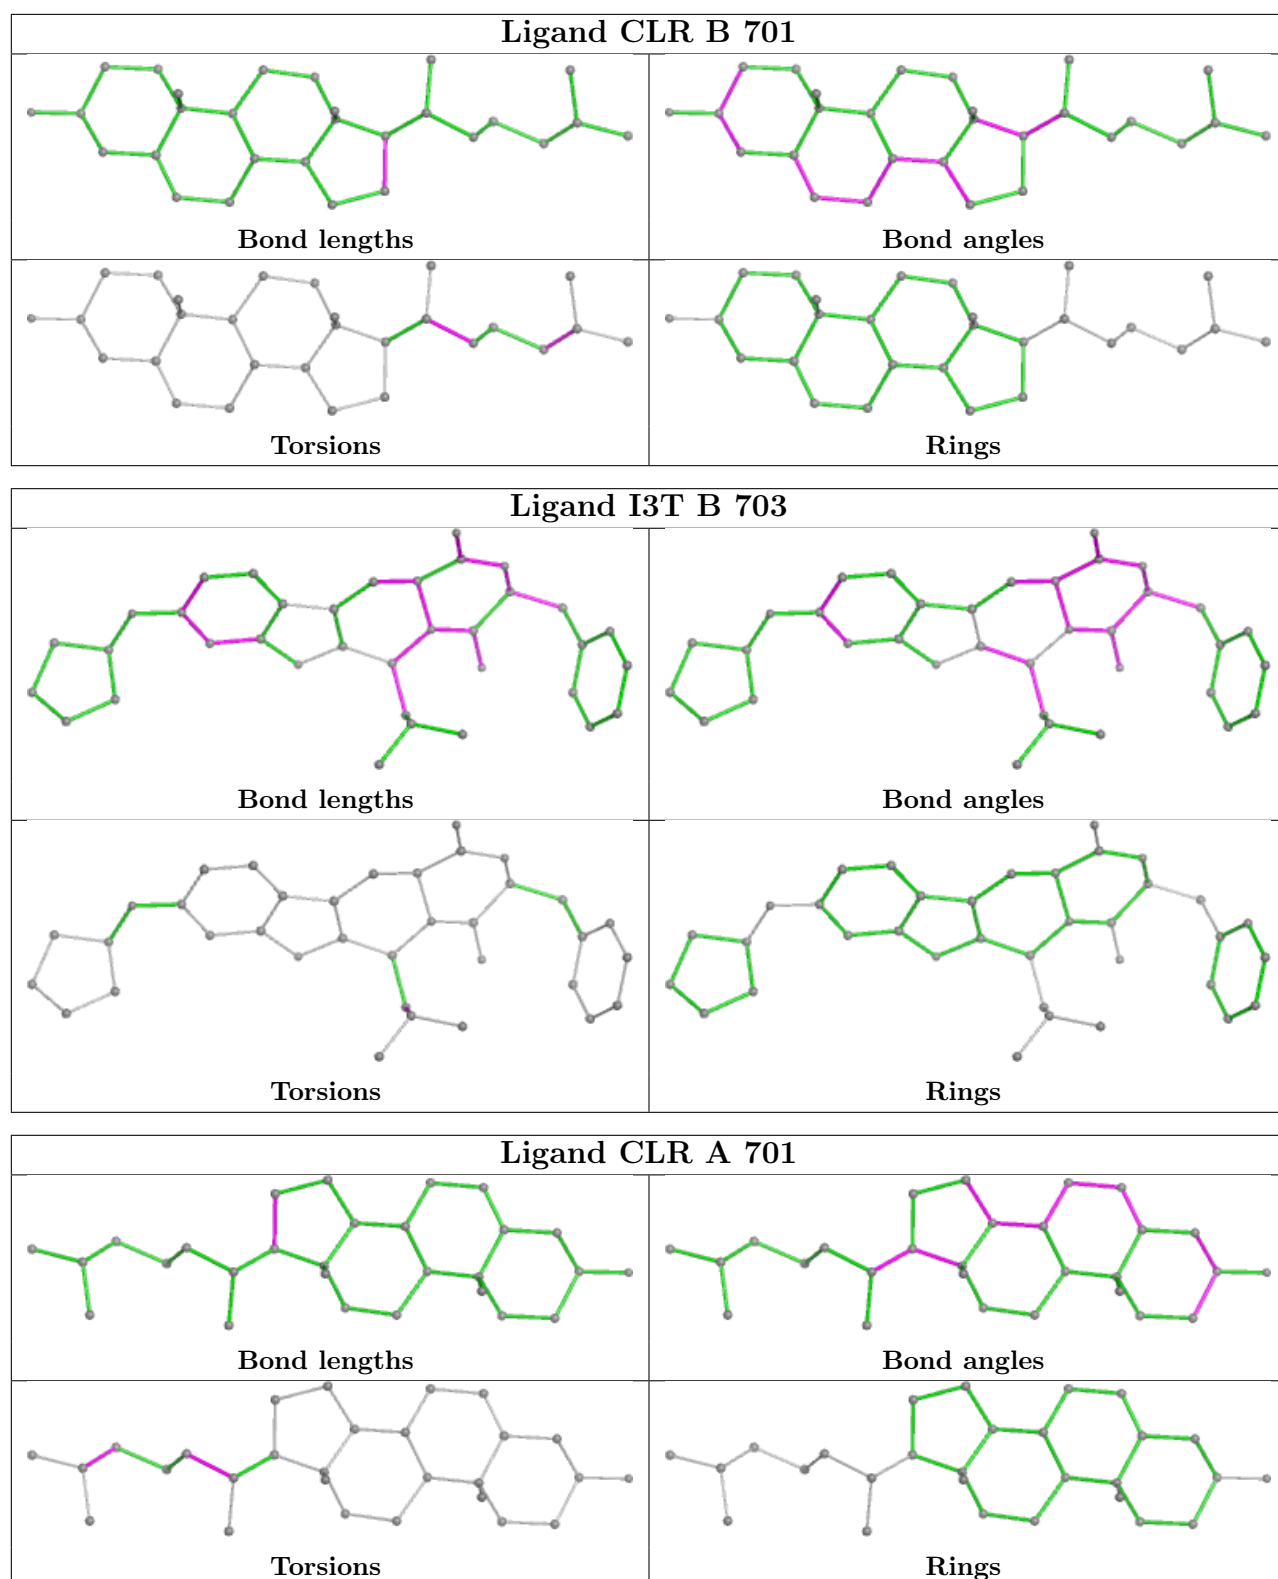 Ligand CLR B 701
Bond lengths
Bond angles
Torsions
Rings
Ligand I3T B 703
Bond lengths
Bond angles
Torsions
Rings
Ligand CLR A 701
Bond lengths
Bond angles
Torsions
Rings